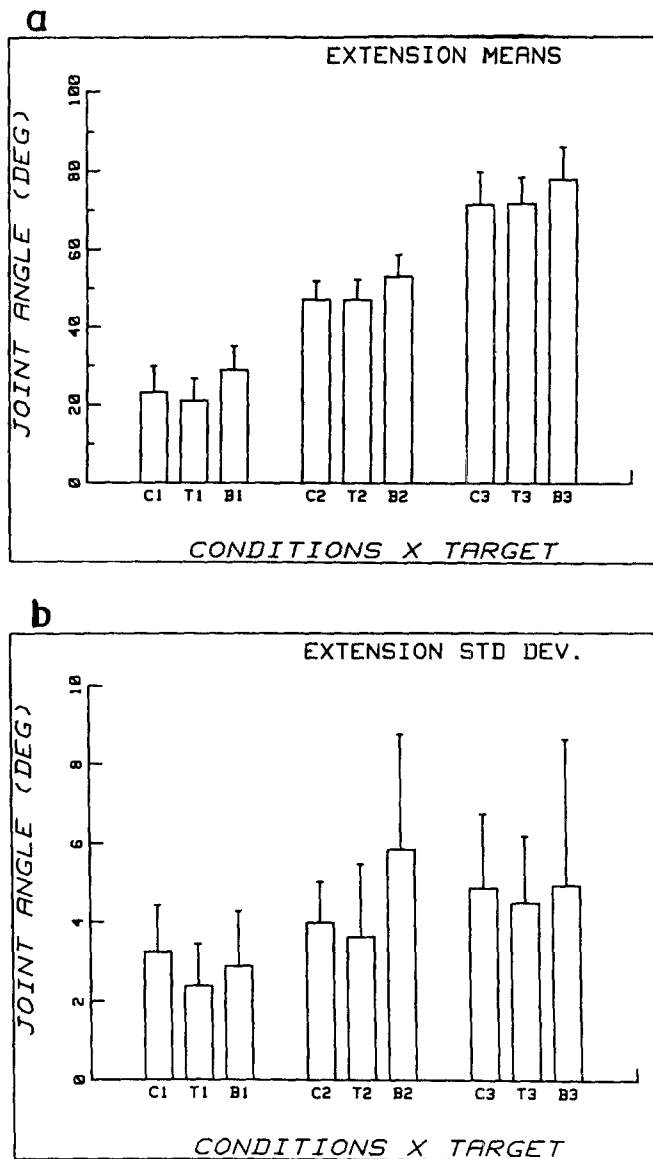 a
EXTENSION MEANS
JOINT ANGLE (DEG)
100
80
60
40
20
0
C1 T1 B1 C2 T2 B2 C3 T3 B3
CONDITIONS X TARGET
b
EXTENSION STD DEV.
JOINT ANGLE (DEG)
10
8
6
4
2
0
C1 T1 B1 C2 T2 B2 C3 T3 B3
CONDITIONS X TARGET